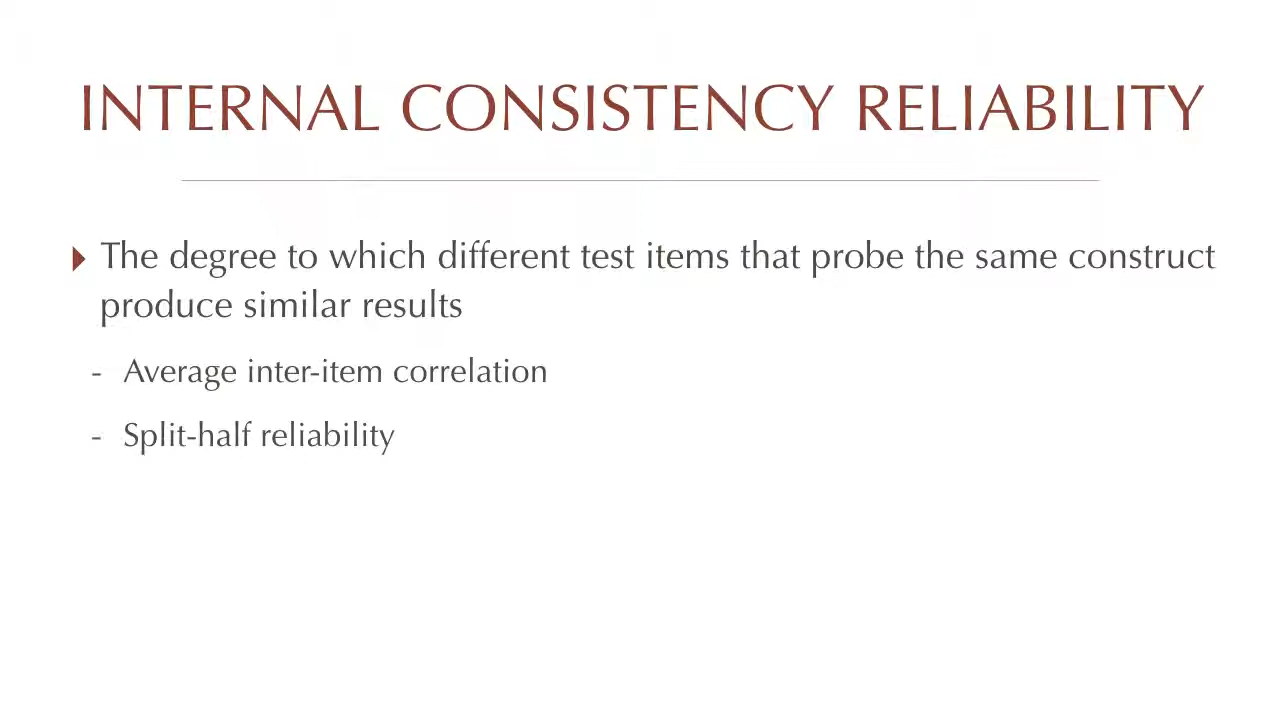 INTERNAL CONSISTENCY RELIABILITY
The degree to which different test items that probe the same construct
produce similar results
- Average inter-item correlation
- Split-half reliability